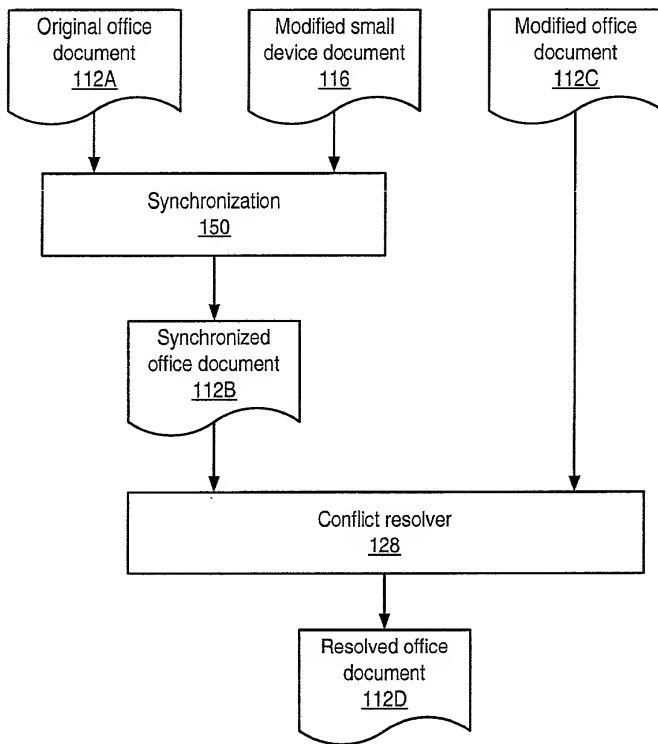 Original office
document
112A
Modified small
device document
116
Modified office
document
112C
Synchronization
150
Synchronized
office document
112B
Conflict resolver
128
Resolved office
document
112D